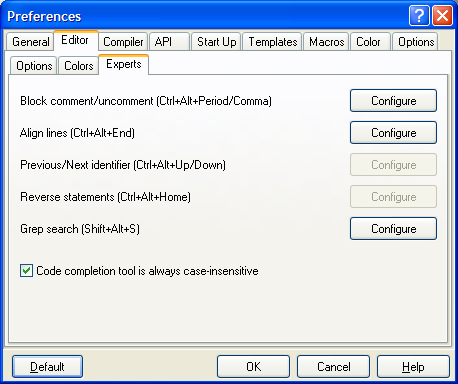 Preferences
General Editor Compiler API Start Up Templates Macros Color Options
Options Colors Experts
Block comment/uncomment (Ctrl+Alt+Period/Comma) Configure
Align lines (Ctrl+Alt+End) Configure
Previous/Next identifier (Ctrl+Alt+Up/Down) Configure
Reverse statements (Ctrl+Alt+Home) Configure
Grep search (Shift+Alt+S) Configure
Code completion tool is always case-insensitive
Default OK Cancel Help